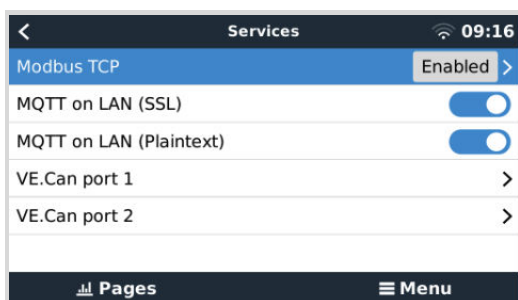 Services 09:16
Modbus TCP Enabled
MQTT on LAN (SSL)
MQTT on LAN (Plaintext)
VE.Can port 1
VE.Can port 2
Pages Menu